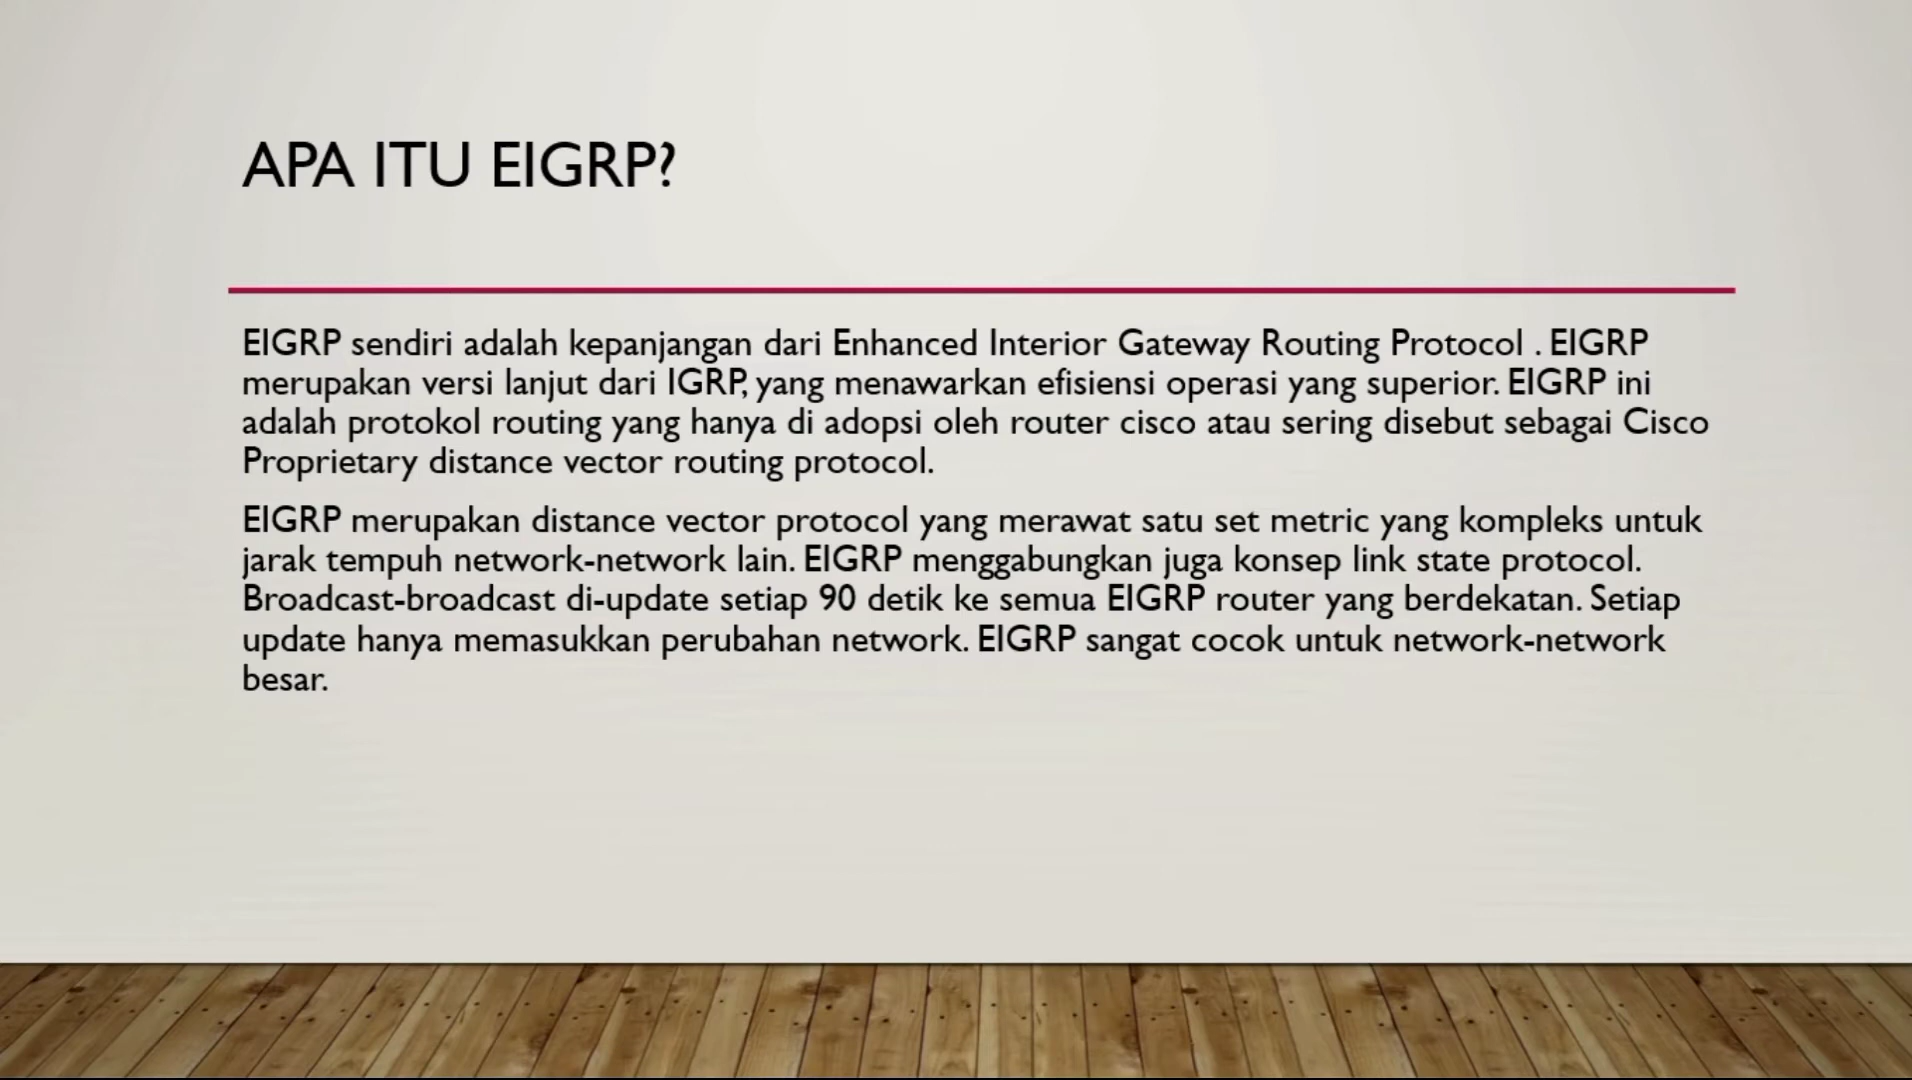 APA ITU EIGRP?
EIGRP sendiri adalah kepanjangan dari Enhanced Interior Gateway Routing Protocol . EIGRP
merupakan versi lanjut dari IGRP, yang menawarkan efisiensi operasi yang superior. EIGRP ini
adalah protokol routing yang hanya di adopsi oleh router cisco atau sering disebut sebagai Cisco
Proprietary distance vector routing protocol.
EIGRP merupakan distance vector protocol yang merawat satu set metric yang kompleks untuk
jarak tempuh network-network lain. EIGRP menggabungkan juga konsep link state protocol.
Broadcast-broadcast di-update setiap 90 detik ke semua EIGRP router yang berdekatan. Setiap
update hanya memasukkan perubahan network. EIGRP sangat cocok untuk network-network
besar.